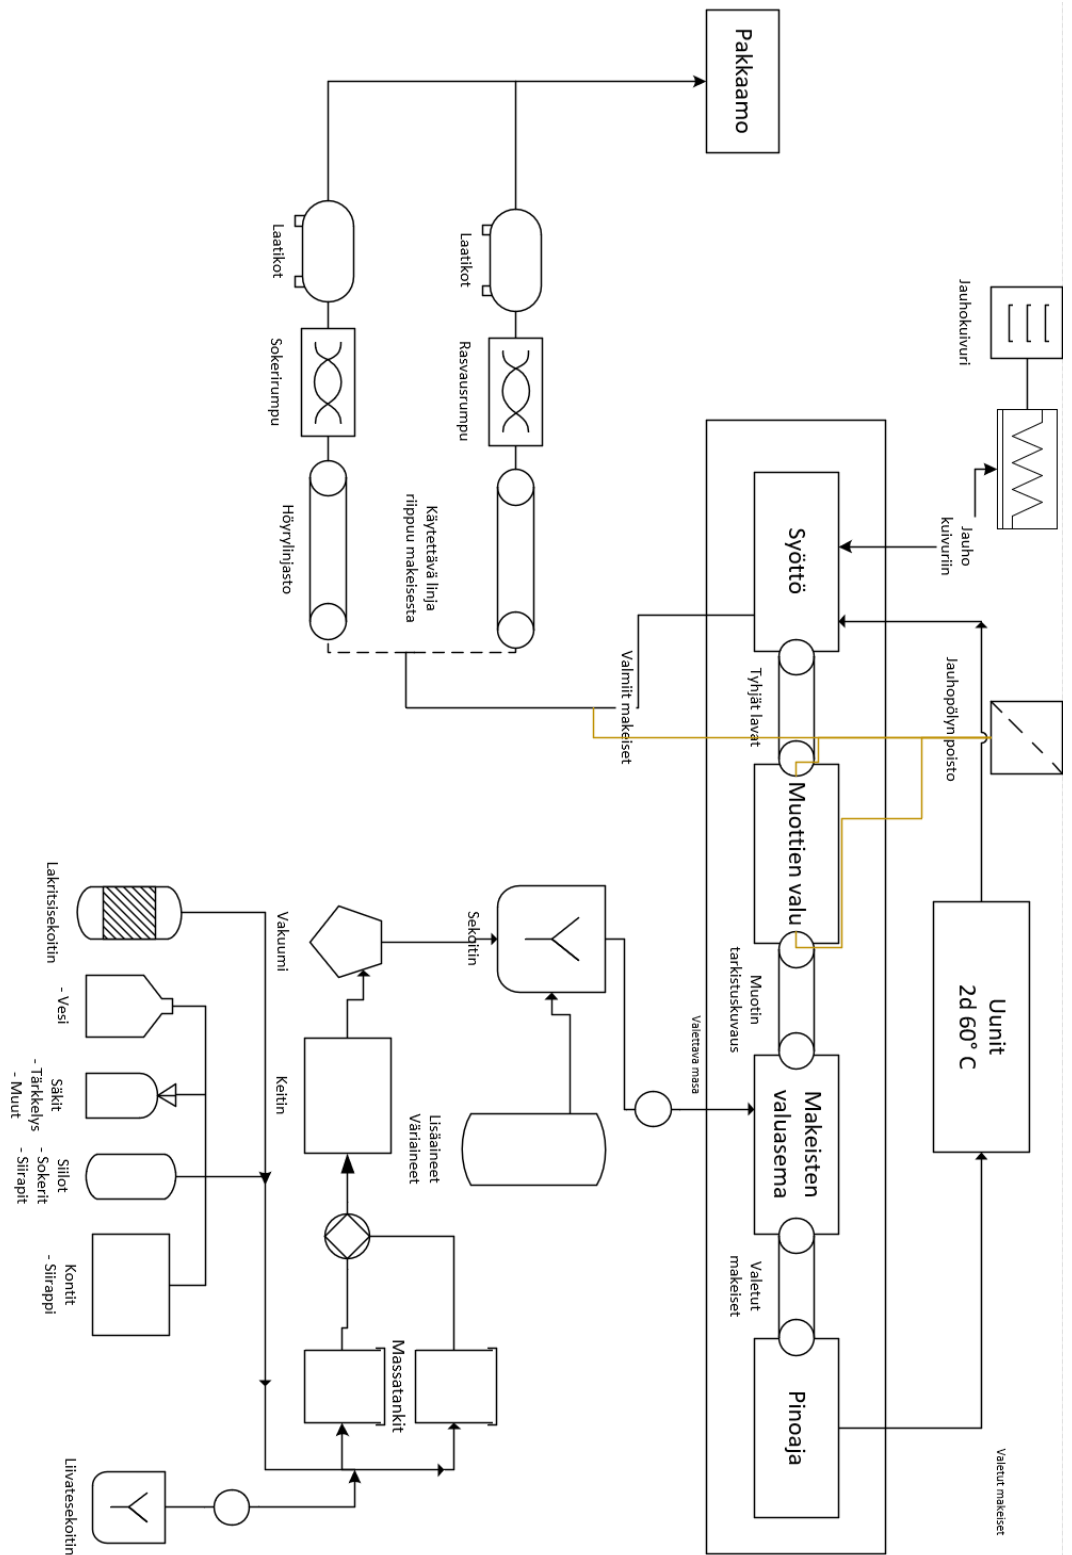 Lakritsisekoitin
- Vesi
Säkit
- Tärkkelys
- Muut
Siilot
- Sokerit
- Siirapit
Kontit
- Siirappi
Liivatesekoitin
Vakuumi
Keitin
Massatankit
Sekoitin
Lisäaineet
Väriaineet
Laatikot
Sokerirumpu
Höyrylinjasto
Laatikot
Rasvausrumpu
Käytettävä linja
riippuu makeisesta
Valmiit makeiset
Valettava masa
Pakkaamo
Syöttö
Tyhjät lavat
Muottien valu
Muotin
tarkistuskuvaus
Makeisten
valuasema
Valetut
makeiset
Pinoaja
Jauhokuivuri
Jauho
kuivuriin
Jauhopölyn poisto
Uunit
2d 60° C
Valetut makeiset